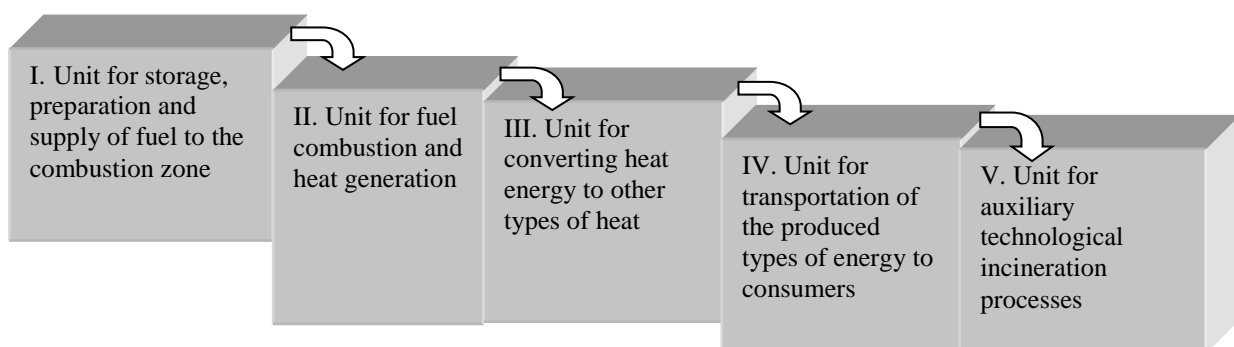 I. Unit for storage,
preparation and
supply of fuel to the
combustion zone
II. Unit for fuel
combustion and
heat generation
III. Unit for
converting heat
energy to other
types of heat
IV. Unit for
transportation of
the produced
types of energy to
consumers
V. Unit for
auxiliary
technological
incineration
processes